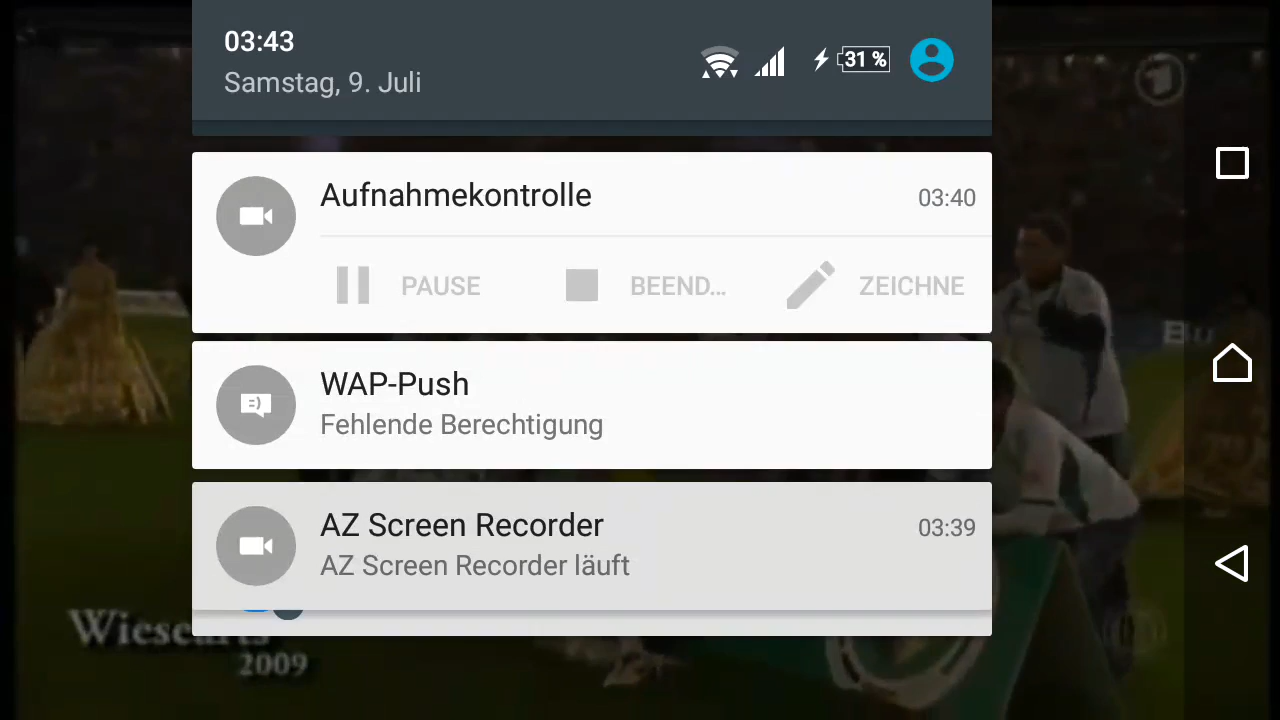 03:43
31 %
Samstag, 9. Juli
Aufnahmekontrolle
03:40
PAUSE
BEEND...
ZEICHNE
WAP-Push
Fehlende Berechtigung
AZ Screen Recorder
03:39
AZ Screen Recorder läuft
2009